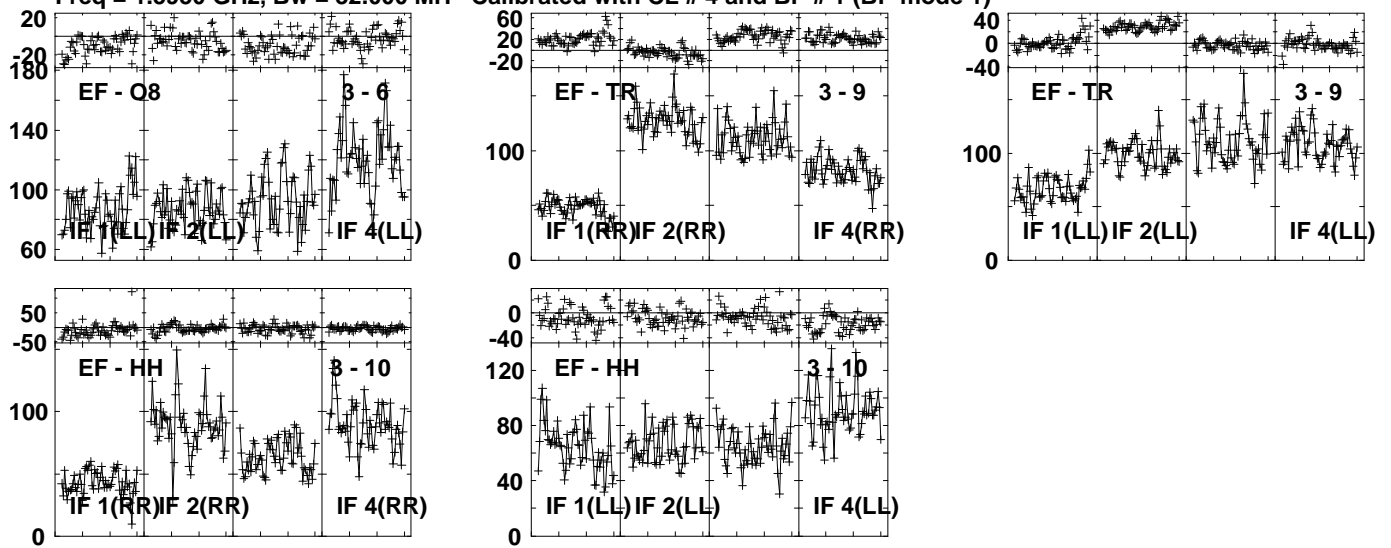 Freq = GHz, Bw = MH Calibrated with CL # 4 and BP # 1 (BP mode 1)
20
-20
180
140
100
60
EF - O8
3 - 6
IF 1(LL)
IF 2(LL)
IF 4(LL)
60
20
-20
100
0
EF - TR
3 - 9
IF 1(RR)
IF 2(RR)
IF 4(RR)
40
0
-40
100
0
EF - TR
3 - 9
IF 1(LL)
IF 2(LL)
IF 4(LL)
50
-50
100
0
EF - HH
3 - 10
IF 1(RR)
IF 2(RR)
IF 4(RR)
0
-40
120
80
60
40
0
EF - HH
3 - 10
IF 1(LL)
IF 2(LL)
IF 4(LL)